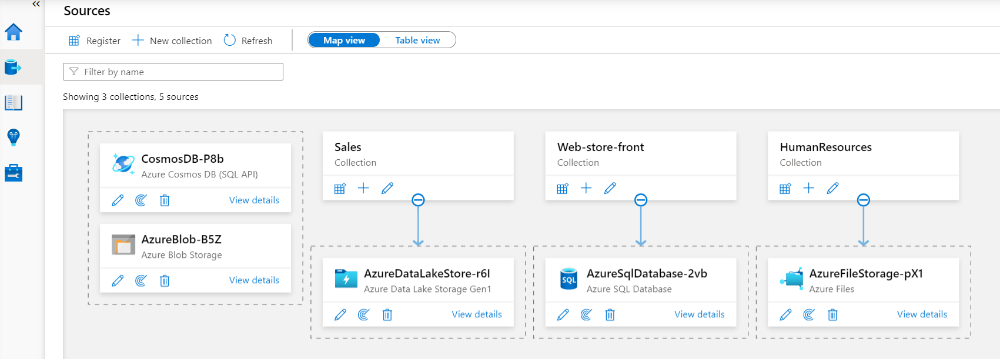 Sources
Register
New collection
Refresh
Map view
Table view
Filter by name
Showing 3 collections, 5 sources
CosmosDB-P8b
Azure Cosmos DB (SQL API)
View details
AzureBlob-B5Z
Azure Blob Storage
View details
Sales
Collection
AzureDataLakeStore-r6I
Azure Data Lake Storage Gen1
View details
Web-store-front
Collection
SQL
AzureSqlDatabase-2vb
Azure SQL Database
View details
HumanResources
Collection
AzureFileStorage-pX1
Azure Files
View details